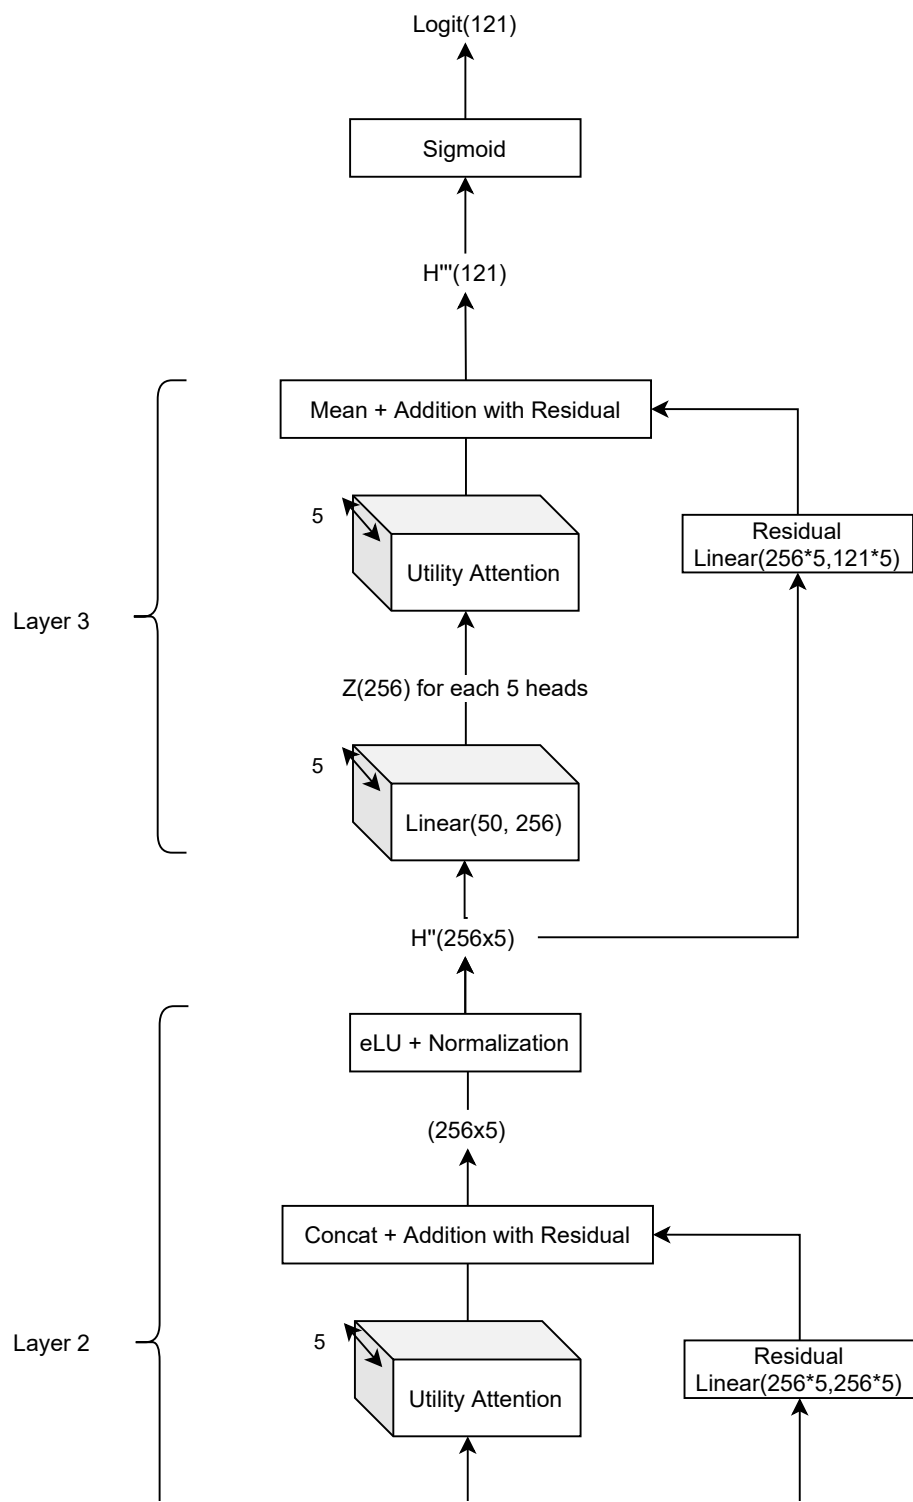 Logit(121)
Sigmoid
H'''(121)
Mean + Addition with Residual
5
Utility Attention
Residual
Linear(256*5,121*5)
Layer 3
Z(256) for each 5 heads
5
Linear(50, 256)
H"(256x5)
eLU + Normalization
(256x5)
Concat + Addition with Residual
5
Utility Attention
Layer 2
Residual
Linear(256*5,256*5)